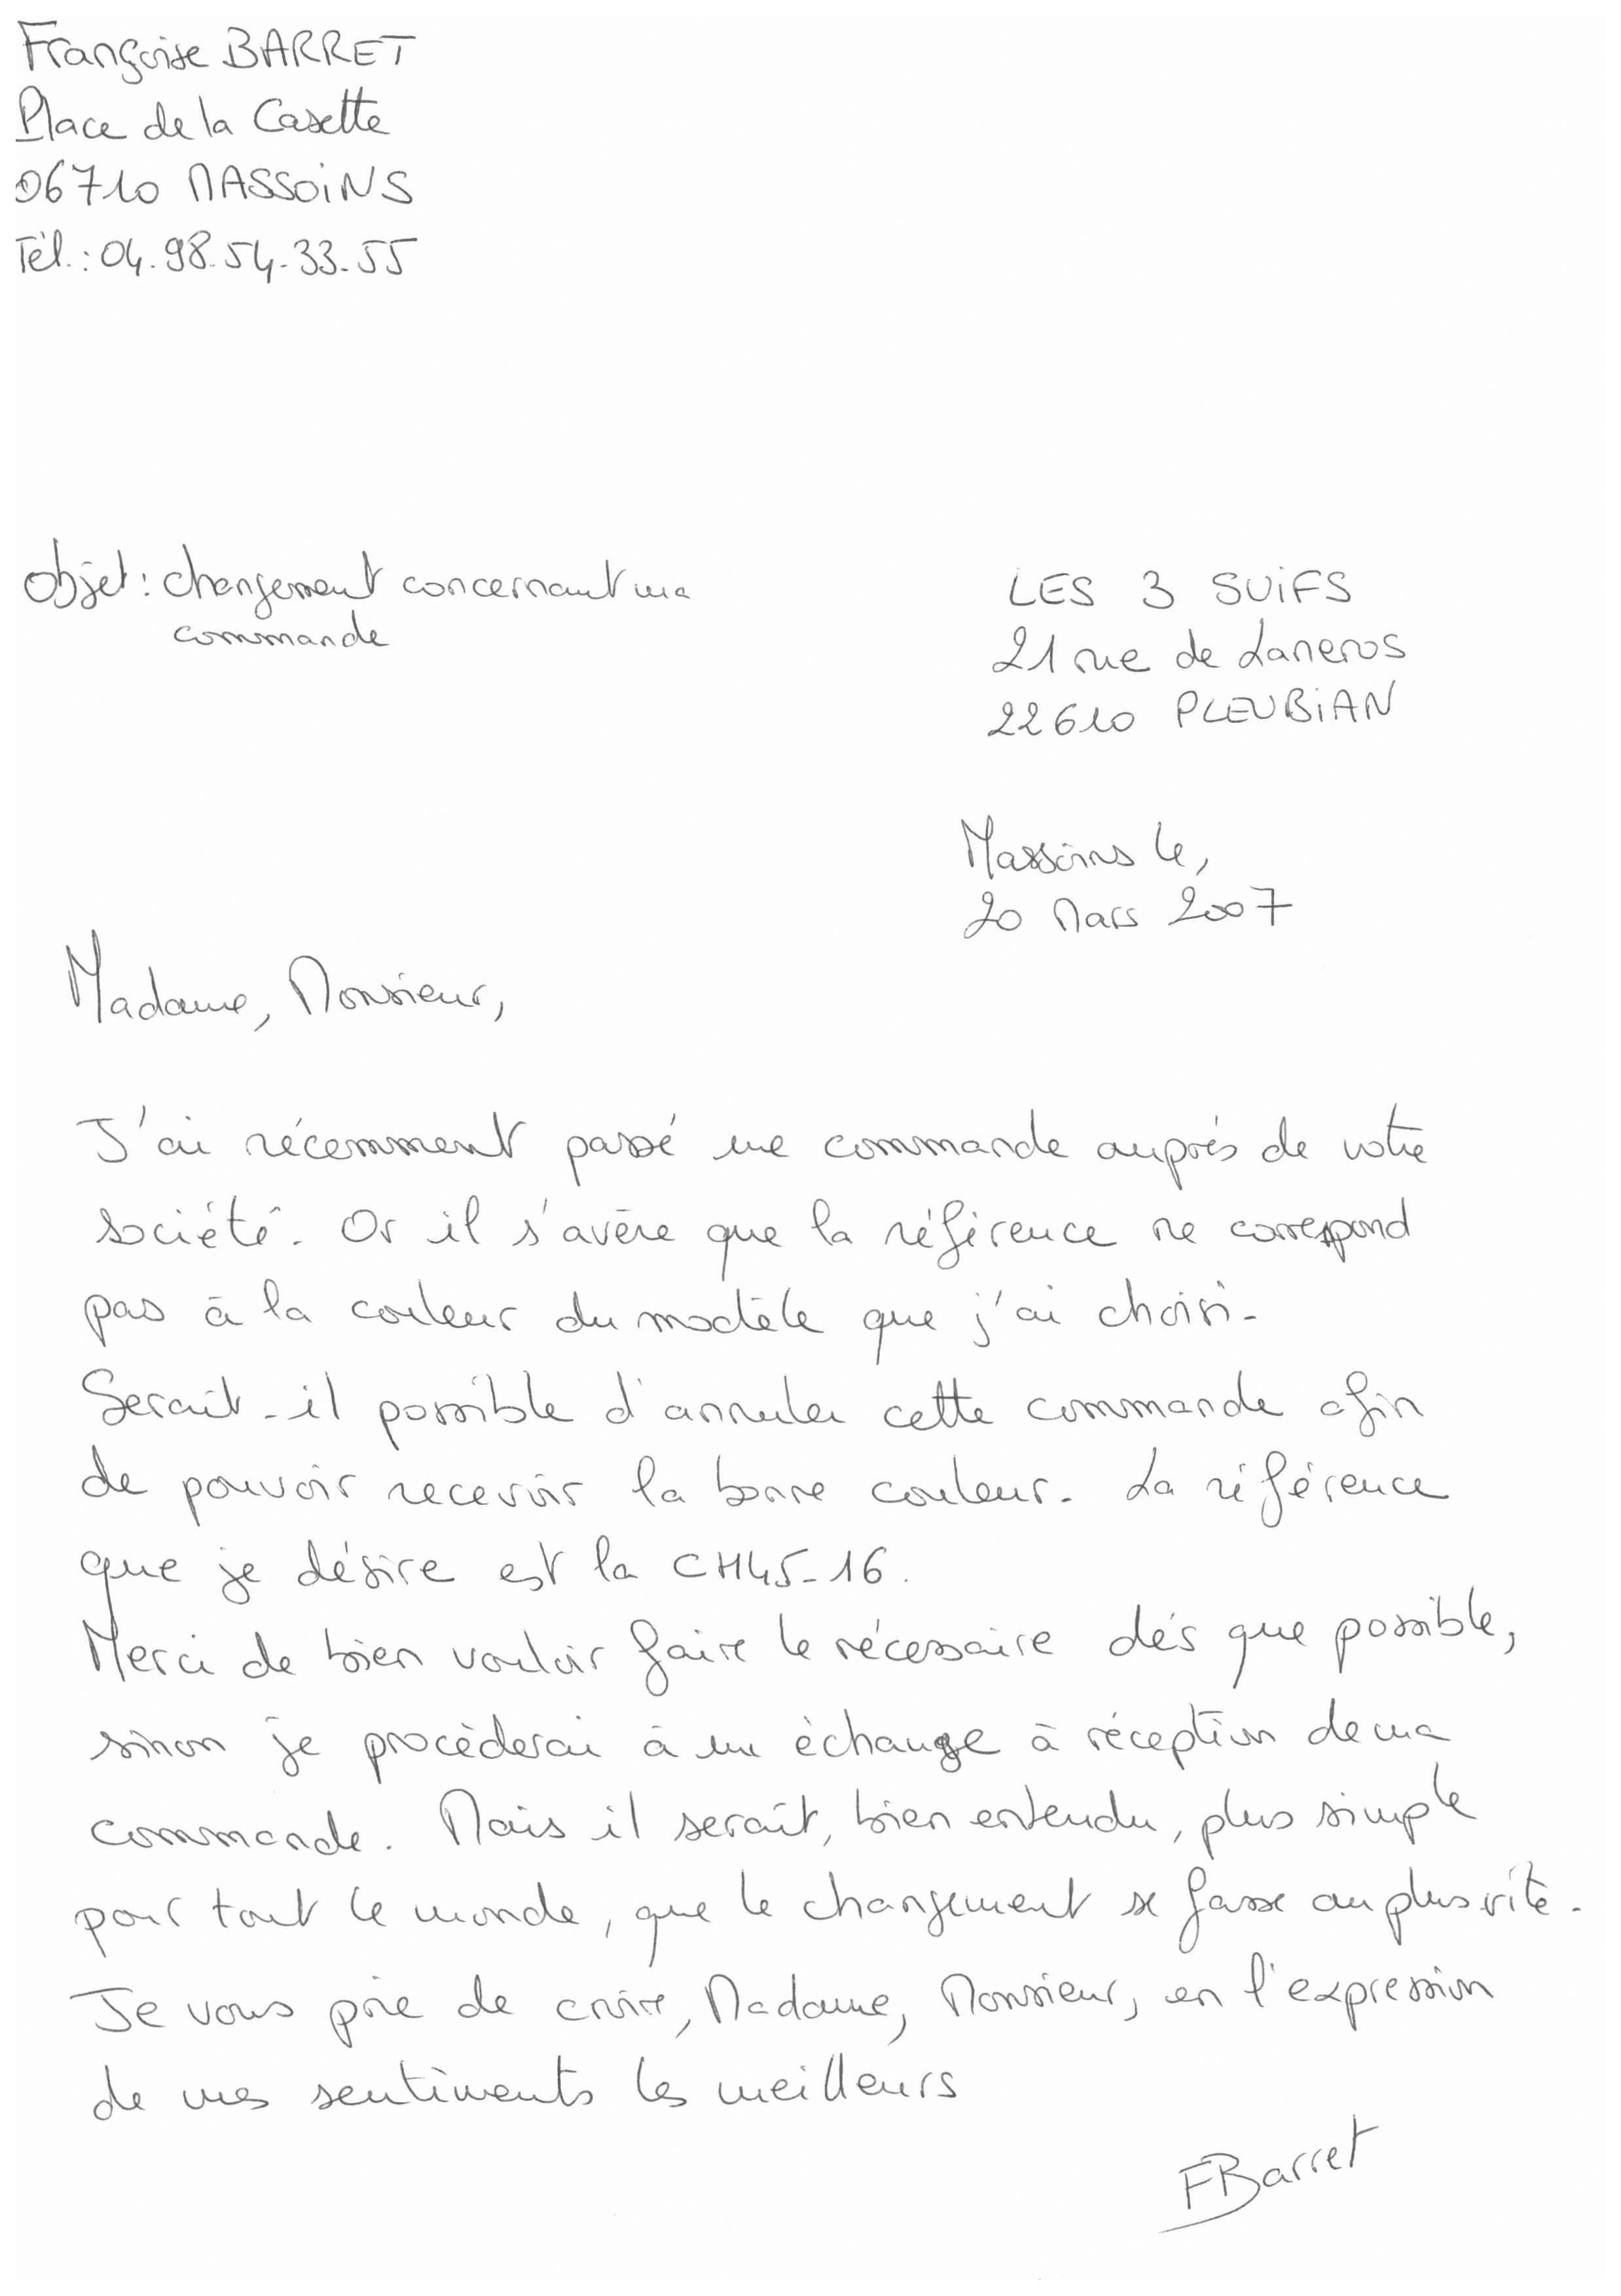 Françoise BARRET
Place de la Casette
06710 MASSOINS
Tél.: 04.98.54.33.55
Objet: changement concernant ma
commande
LES 3 SUIFS
21 rue de Laneros
22610 PLEUBIAN
Massoins le,
20 Mars 2007
Madame, Monsieur,
J'ai récemment passé une commande auprès de votre
société. Or il s'avère que la référence ne correspond
pas à la couleur du modèle que j'ai choisi.
Serait-il possible d'annuler cette commande afin
de pouvoir recevoir la bonne couleur. La référence
que je désire est la CH45-16.
Merci de bien vouloir faire le nécessaire dès que possible,
sinon je procèderai à un échange à réception de ma
commande. Mais il serait, bien entendu, plus simple
pour tout le monde, que le changement se fasse au plus vite.
Je vous prie de croire, Madame, Monsieur, en l'expression
de mes sentiments les meilleurs
FBarret